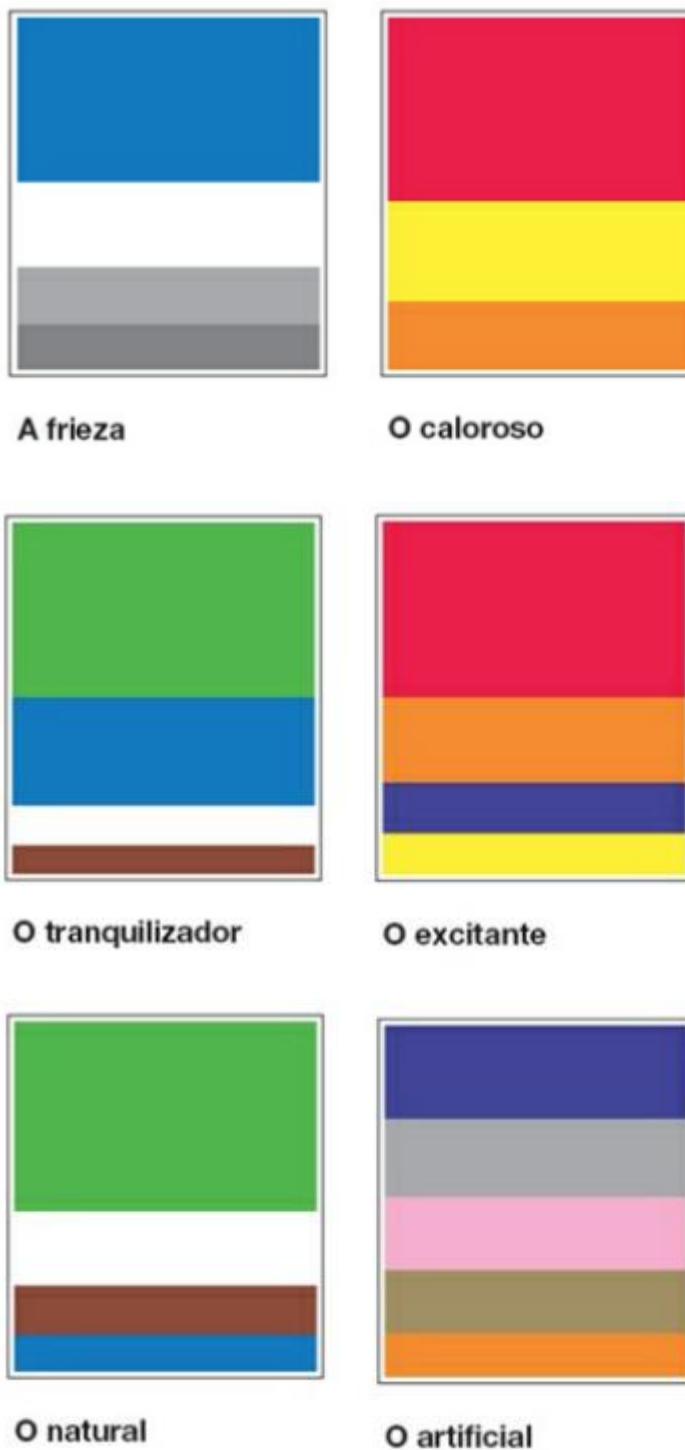 A frieza
O caloroso
O tranquilizador
O excitante
O natural
O artificial